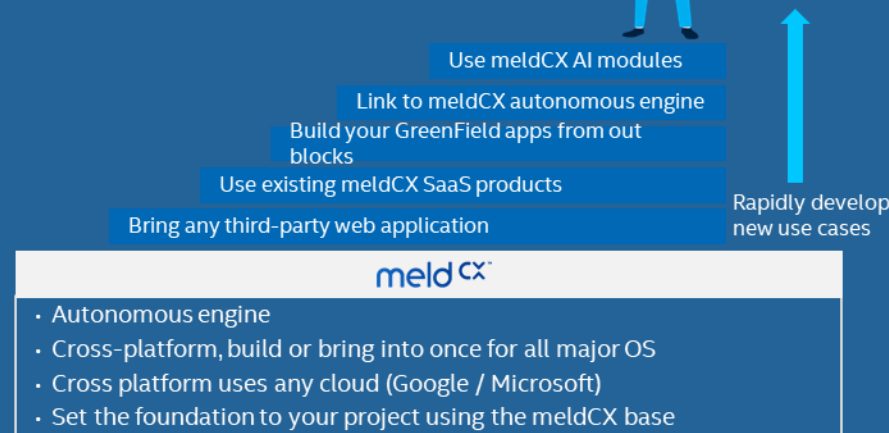 Use meldCX AI modules
Link to meldCX autonomous engine
Build your GreenField apps from out
blocks
Use existing meldCX SaaS products
Bring any third-party web application
Rapidly develop
new use cases
meld CX™
· Autonomous engine
· Cross-platform, build or bring into once for all major OS
· Cross platform uses any cloud (Google / Microsoft)
· Set the foundation to your project using the meldCX base